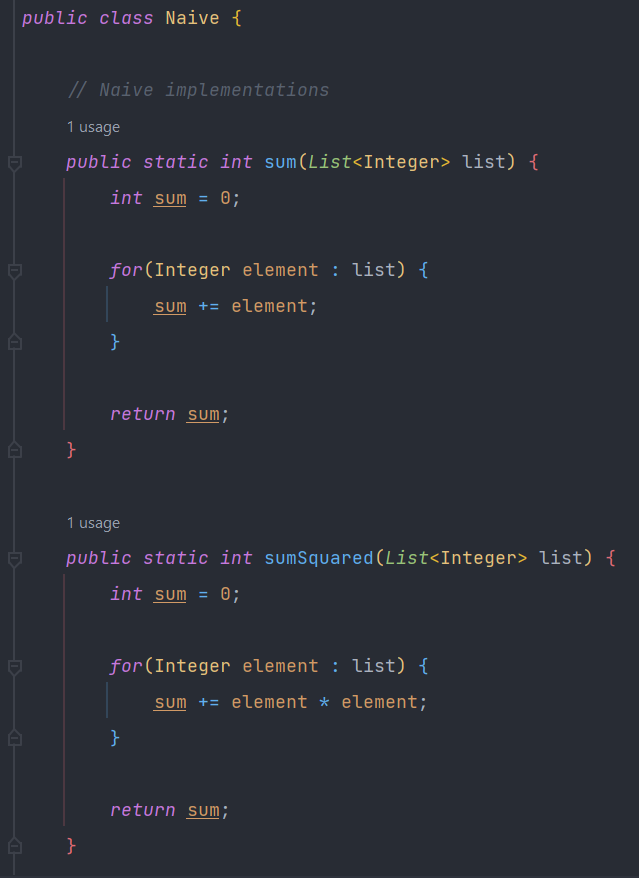 public class Naive {
// Naive implementations
1 usage
public static int sum(List<Integer> list) {
int sum = 0;
for(Integer element : list) {
sum += element;
}
return sum;
}
1 usage
public static int sumSquared(List<Integer> list) {
int sum = 0;
for(Integer element : list) {
sum += element * element;
}
return sum;
}